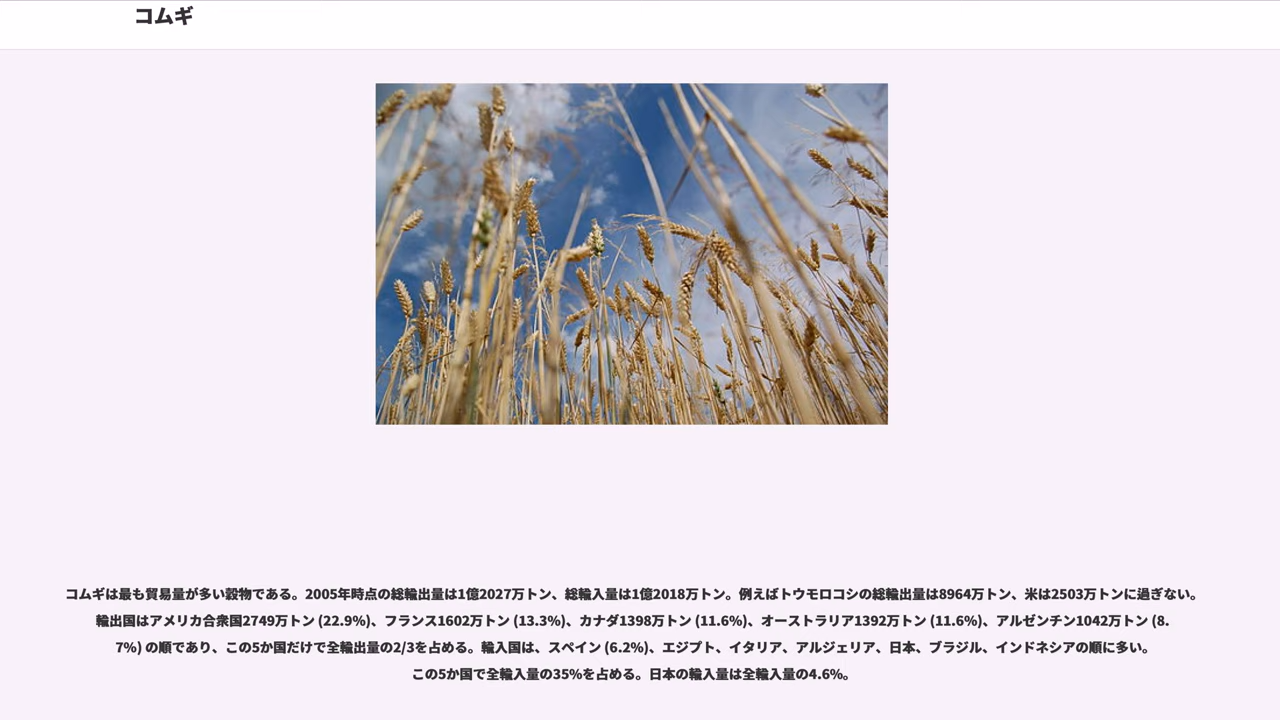 コムギ
コムギは最も貿易量が多い穀物である。2005年時点の総輸出量は1億2027万トン、総輸入量は1億2018万トン。例えばトウモロコシの総輸出量は8964万トン、米は2503万トンに過ぎない。
輸出国はアメリカ合衆国2749万トン (22.9%)、フランス1602万トン (13.3%)、カナダ1398万トン (11.6%)、オーストラリア1392万トン (11.6%)、アルゼンチン1042万トン (8.
7%) の順であり、この5か国だけで全輸出量の2/3を占める。輸入国は、スペイン (6.2%)、エジプト、イタリア、アルジェリア、日本、ブラジル、インドネシアの順に多い。
この5か国で全輸入量の35%を占める。日本の輸入量は全輸入量の4.6%。